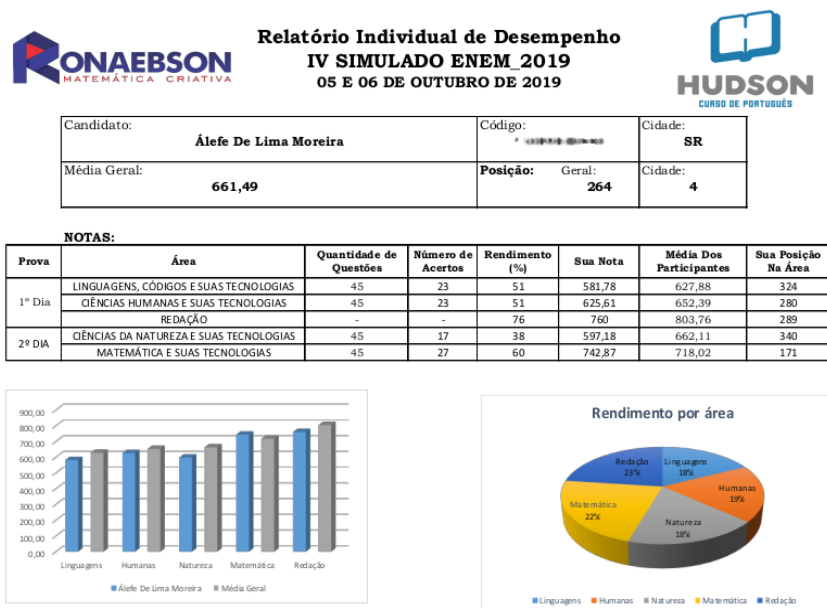 RONAEBSON
MATEMÁTICA CRIATIVA
Relatório Individual de Desempenho
IV SIMULADO ENEM_2019
05 E 06 DE OUTUBRO DE 2019
HUDSON
CURSO DE PORTUGUÊS
Candidato: Código: Cidade:
Álefe De Lima Moreira SR
Média Geral: Posição: Geral: Cidade:
661,49 264 4
NOTAS:
Prova Área Quantidade de Questões Número de Acertos Rendimento (%) Sua Nota Média Dos Participantes Sua Posição Na Área
1º Dia
LINGUAGENS, CÓDIGOS E SUAS TECNOLOGIAS 45 23 51 581,78 627,88 324
CIÊNCIAS HUMANAS E SUAS TECNOLOGIAS 45 23 51 625,61 652,39 280
REDAÇÃO - - 76 760 803,76 289
2º DIA
CIÊNCIAS DA NATUREZA E SUAS TECNOLOGIAS 45 17 38 597,18 662,11 340
MATEMÁTICA E SUAS TECNOLOGIAS 45 27 60 742,87 718,02 171
900,00
800,00
700,00
600,00
500,00
400,00
300,00
200,00
100,00
0,00
Linguagens Humanas Natureza Matemática Redação
Álefe De Lima Moreira Média Geral
Rendimento por área
Redação 23%
Linguagens 18%
Humanas 19%
Matemática 22%
Natureza 18%
Linguagens Humanas Natureza Matemática Redação